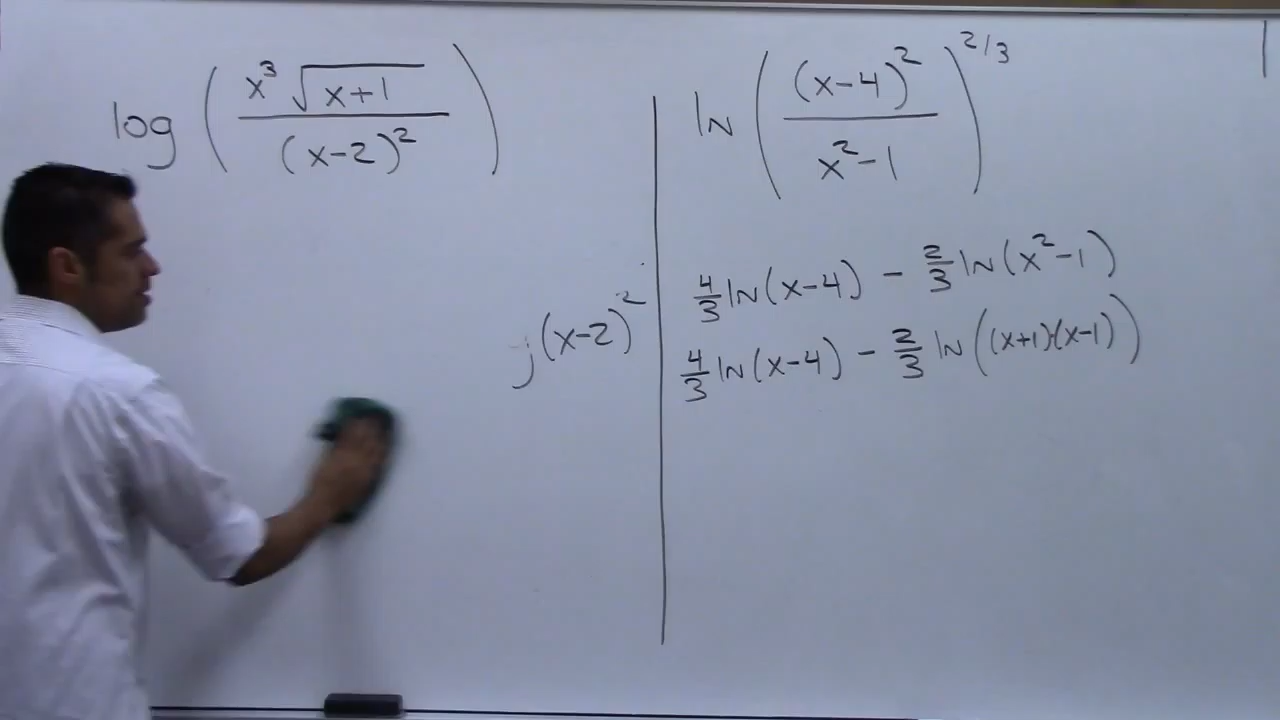 log ( x³ √(x+1) / (x-2)² )
j(x-2)²
ln ( (x-4)² / x²-1 )^2/3
4/3 ln(x-4) - 2/3 ln(x²-1)
4/3 ln(x-4) - 2/3 ln((x+1)(x-1))